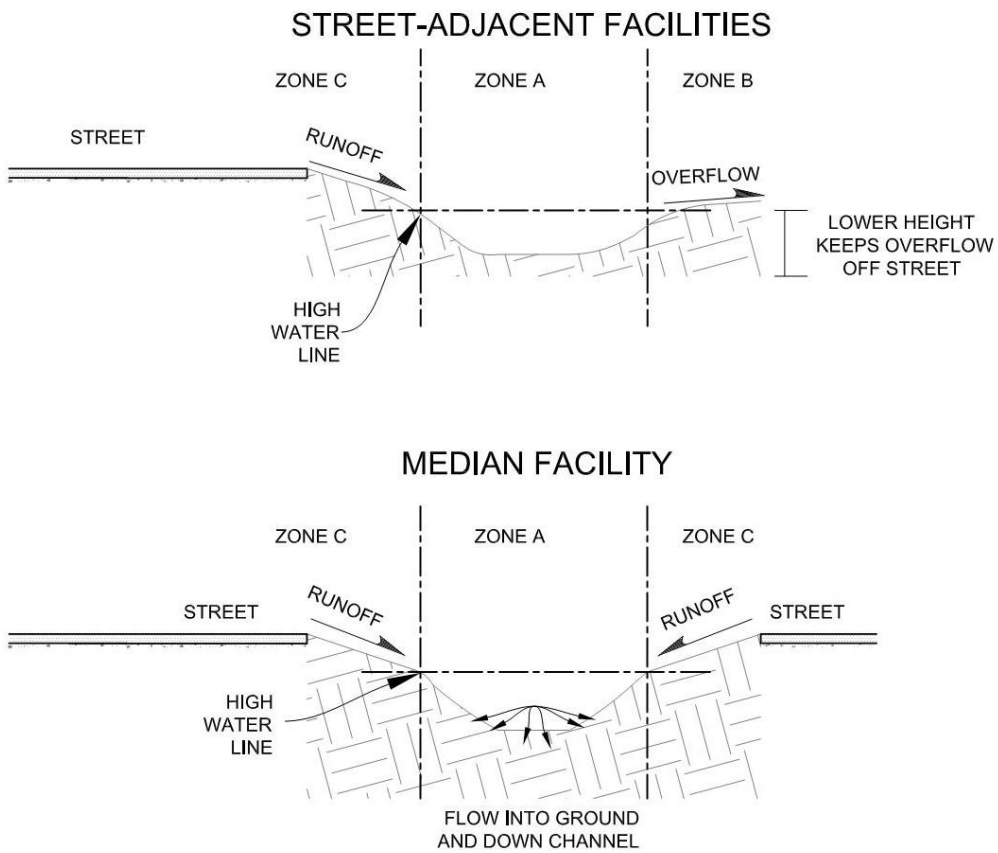 STREET-ADJACENT FACILITIES
ZONE C
ZONE A
ZONE B
STREET
RUNOFF
OVERFLOW
LOWER HEIGHT
KEEPS OVERFLOW
OFF STREET
HIGH
WATER
LINE
MEDIAN FACILITY
ZONE C
ZONE A
ZONE C
STREET
RUNOFF
RUNOFF
STREET
HIGH
WATER
LINE
FLOW INTO GROUND
AND DOWN CHANNEL